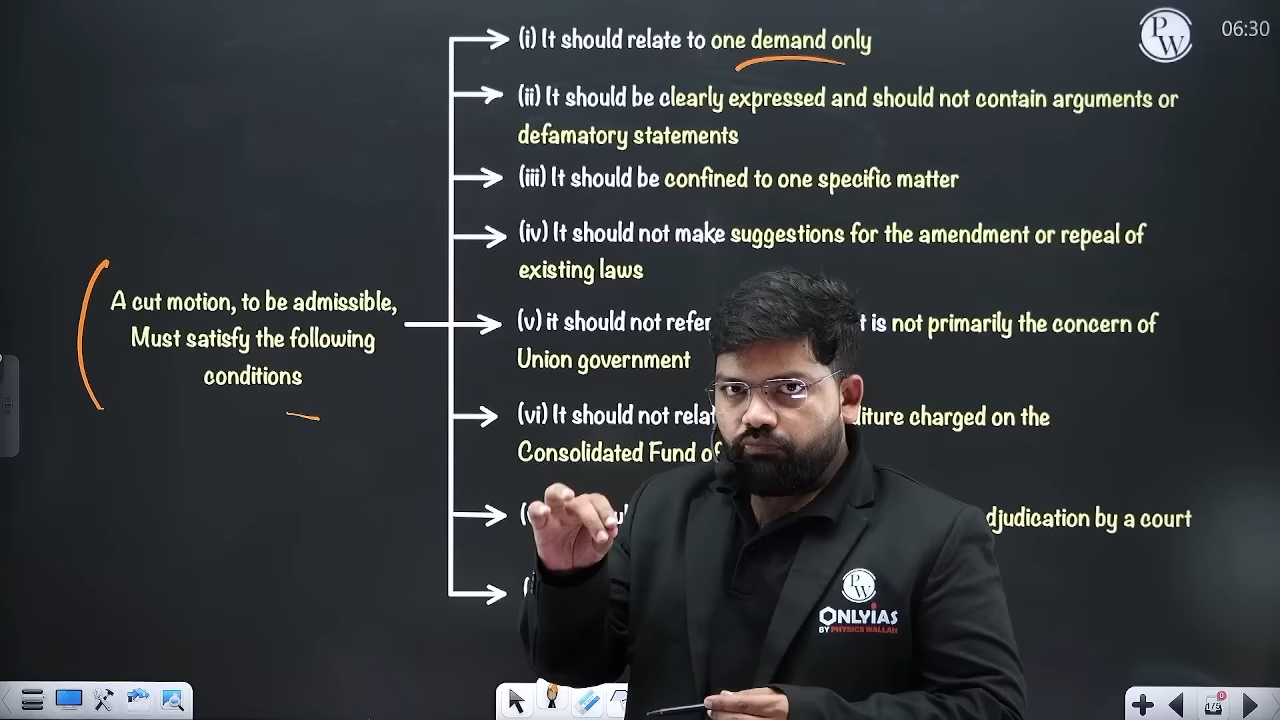 P
W
06:30
(i) It should relate to one demand only
(ii) It should be clearly expressed and should not contain arguments or
defamatory statements
(iii) It should be confined to one specific matter
(iv) It should not make suggestions for the amendment or repeal of
existing laws
A cut motion, to be admissible,
Must satisfy the following
conditions
(v) it should not refer t is not primarily the concern of
Union government
(vi) It should not relat diture charged on the
Consolidated Fund of
djudication by a court
P
W
ONLYIAS
BY PHYSICS WALLAH